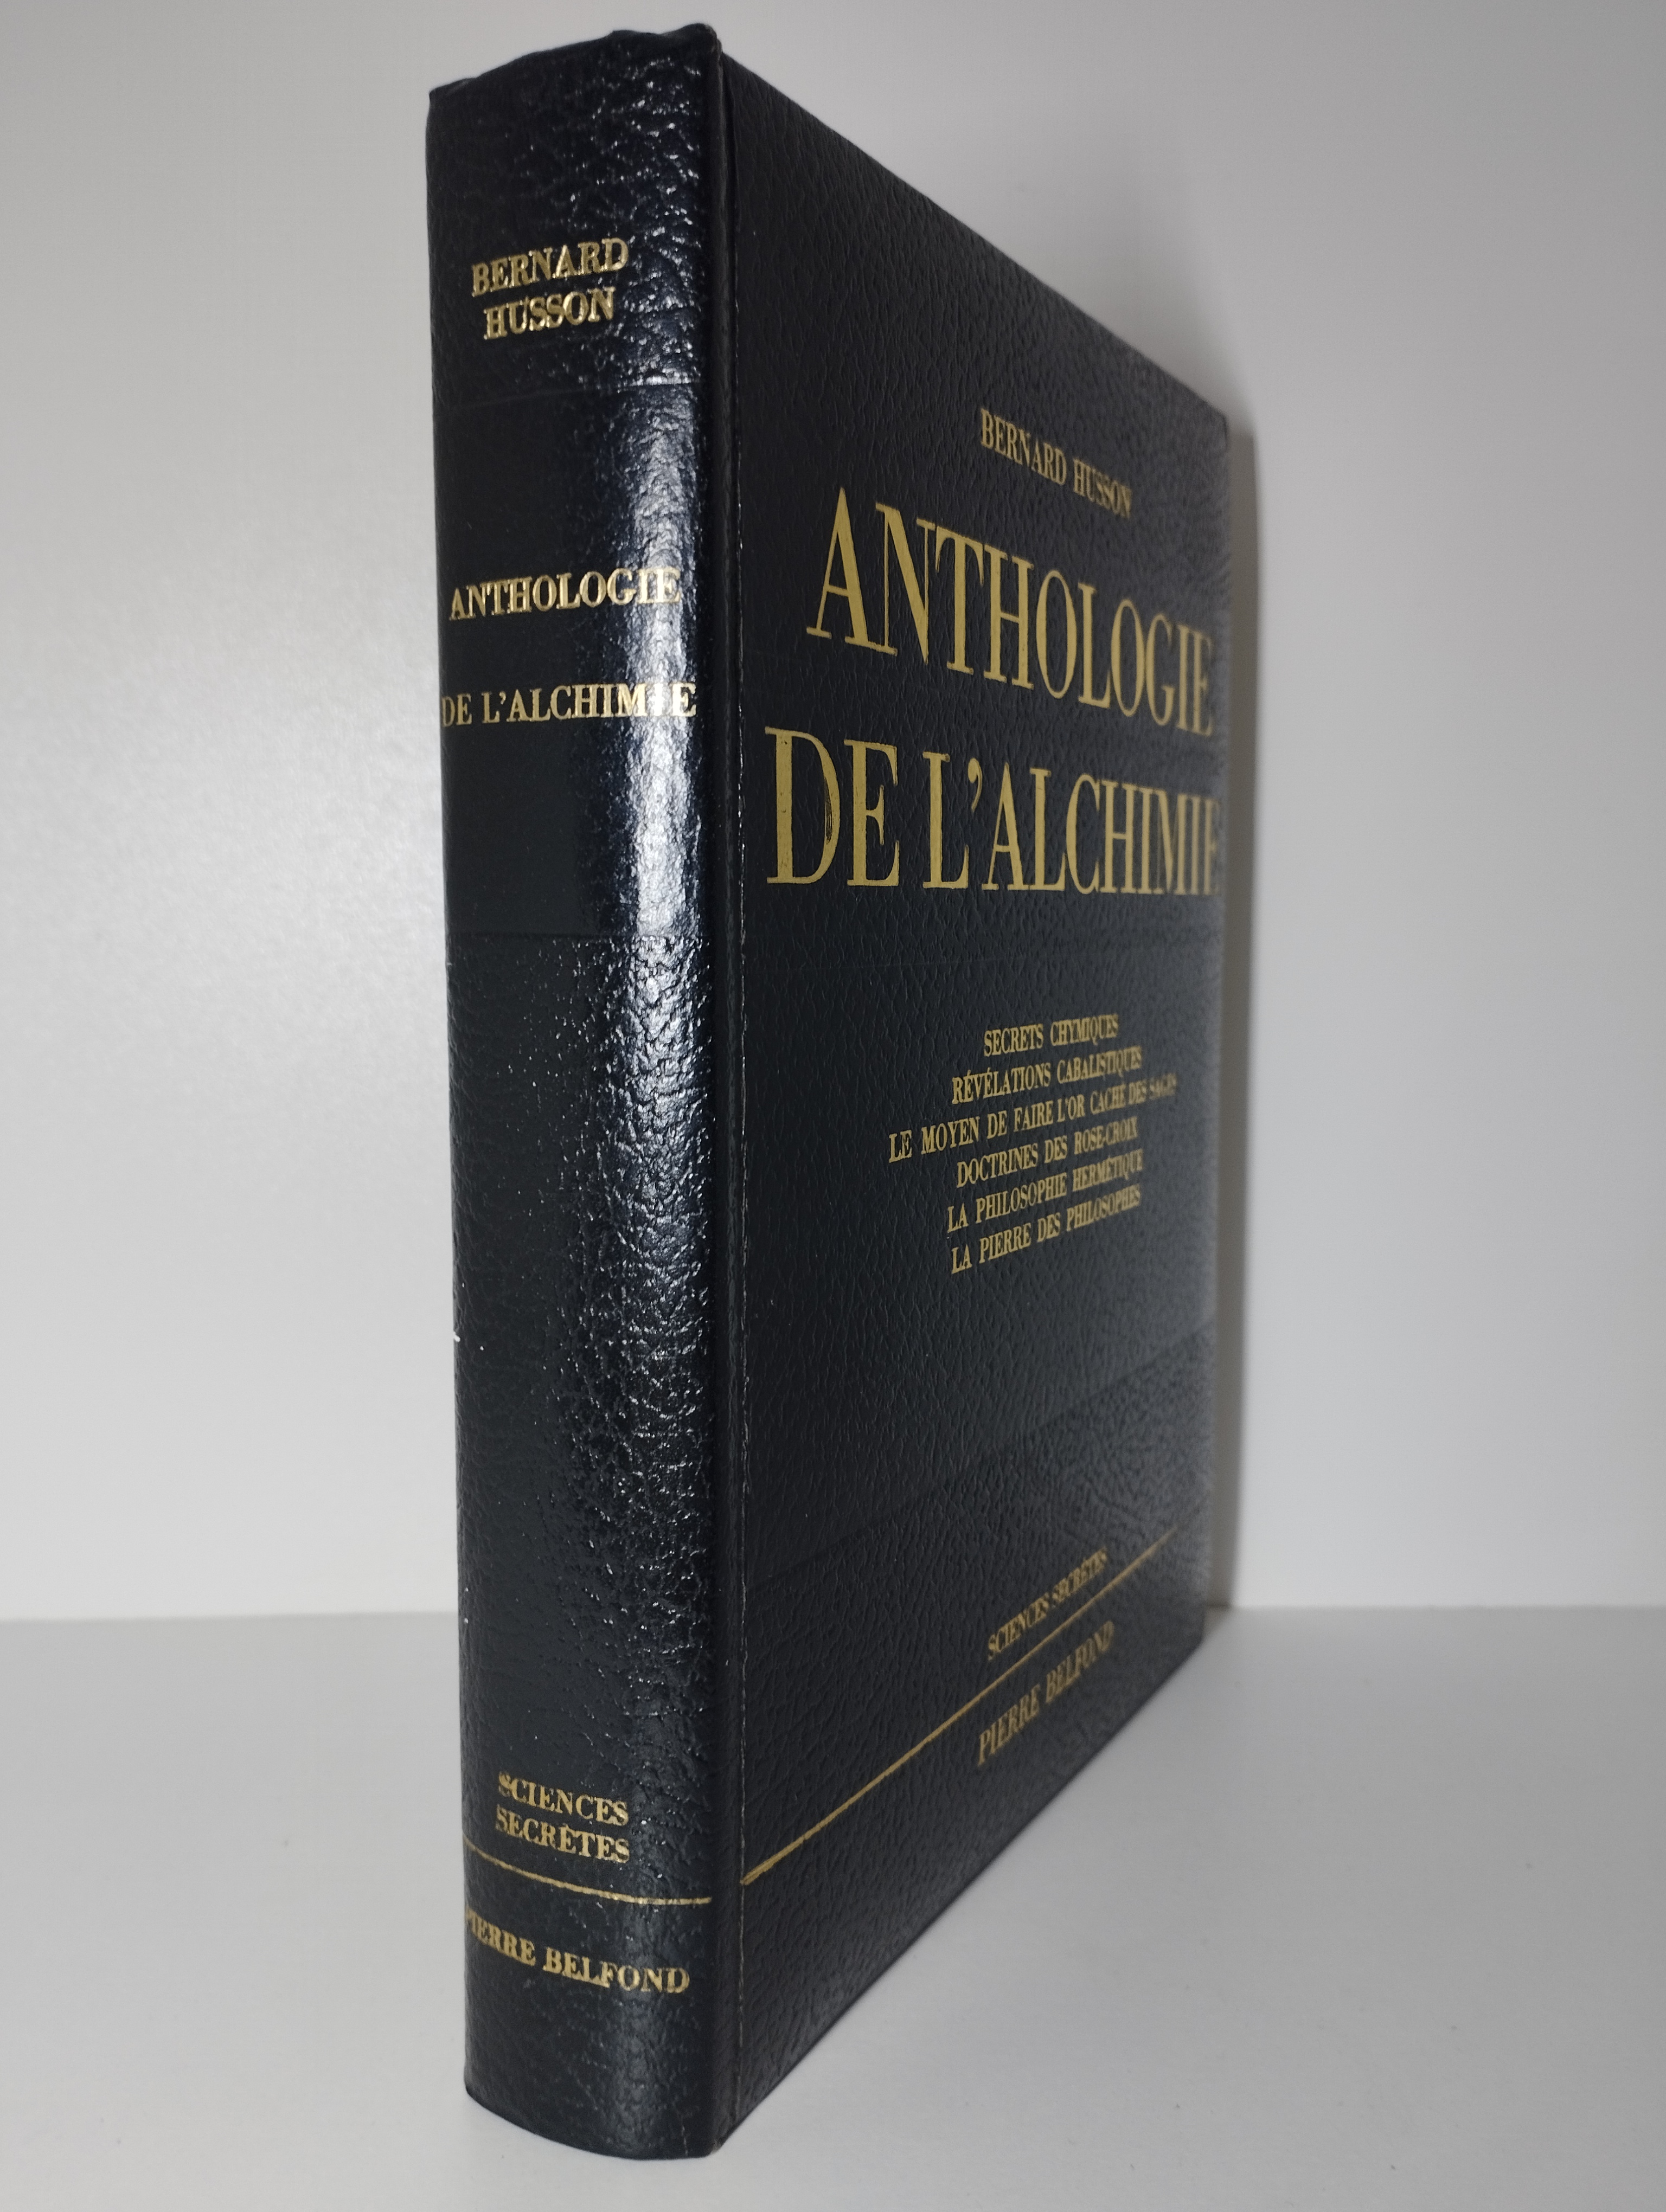 BERNARD
HUSSON
ANTHOLOGIE
DE L'ALCHIMIE
SCIENCES
SECRÈTES
PIERRE BELFOND
BERNARD HUSSON
ANTHOLOGIE
DE L'ALCHIMIE
SECRETS CHYMIQUES
RÉVÉLATIONS CABALISTIQUES
LE MOYEN DE FAIRE L'OR CACHÉ DES SAGES
DOCTRINES DES ROSE-CROIX
LA PHILOSOPHIE HERMÉTIQUE
LA PIERRE DES PHILOSOPHES
SCIENCES SECRÈTES
PIERRE BELFOND